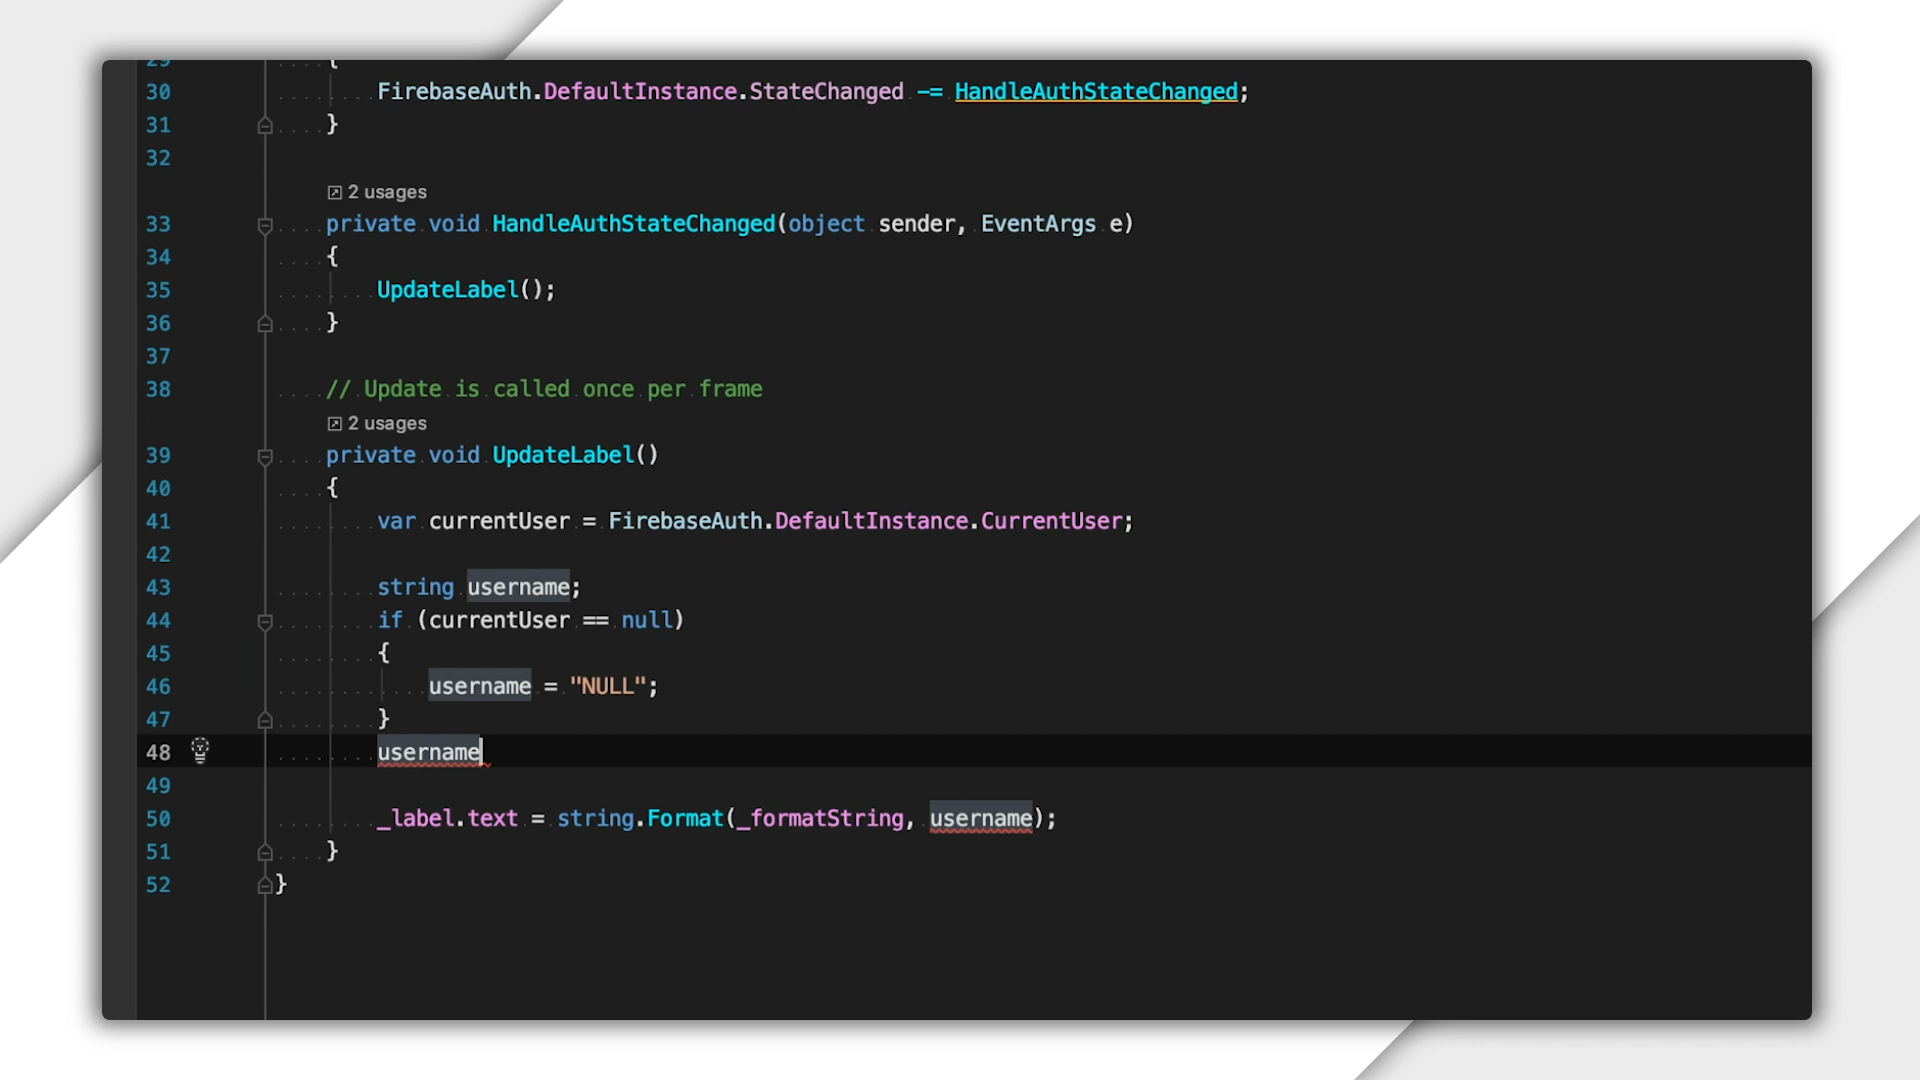 29 {
30 FirebaseAuth.DefaultInstance.StateChanged -= HandleAuthStateChanged;
31 }
32
2 usages
33 private void HandleAuthStateChanged(object sender, EventArgs e)
34 {
35 UpdateLabel();
36 }
37
38 // Update is called once per frame
2 usages
39 private void UpdateLabel()
40 {
41 var currentUser = FirebaseAuth.DefaultInstance.CurrentUser;
42
43 string username;
44 if (currentUser == null)
45 {
46 username = "NULL";
47 }
48 username
49
50 _label.text = string.Format(_formatString, username);
51 }
52 }